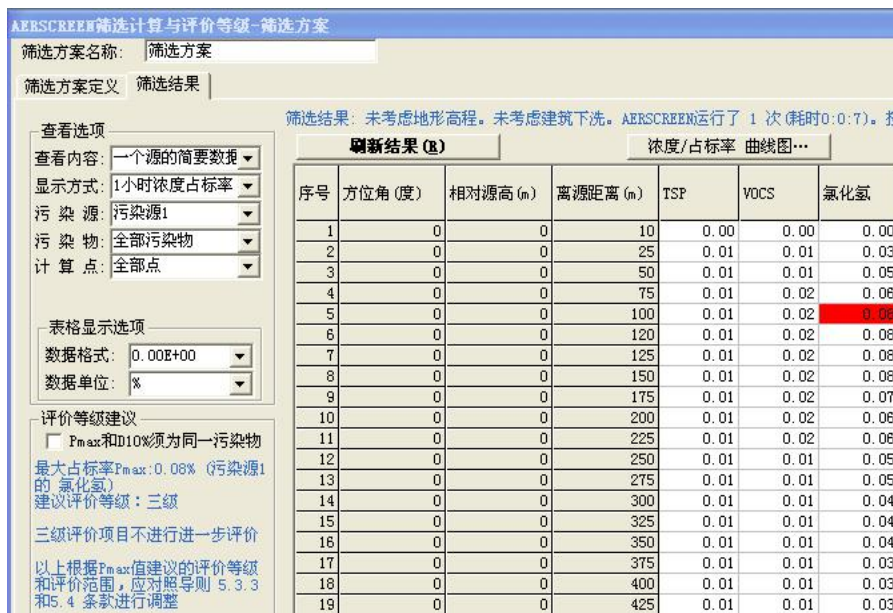 AERSCREEN筛选计算与评价等级-筛选方案
筛选方案名称: 筛选方案
筛选方案定义 筛选结果
筛选结果: 未考虑地形高程。未考虑建筑下洗。AERSCREEN运行了 1 次(耗时0:0:7)。
刷新结果(R) 浓度/占标率 曲线图…
查看选项
查看内容: 一个源的简要数据
显示方式: 1小时浓度占标率
污 染 源: 污染源1
污 染 物: 全部污染物
计 算 点: 全部点
表格显示选项
数据格式: 0.00E+00
数据单位: %
评价等级建议
Pmax和D10%须为同一污染物
最大占标率Pmax:0.08% (污染源1
的 氯化氢)
建议评价等级: 三级
三级评价项目不进行进一步评价
以上根据Pmax值建议的评价等级
和评价范围,应对照导则 5.3.3
和5.4 条款进行调整
序号 方位角(度) 相对源高(m) 离源距离(m) TSP VOCS 氯化氢
1 0 0 10 0.00 0.00 0.00
2 0 0 25 0.01 0.01 0.03
3 0 0 50 0.01 0.01 0.05
4 0 0 75 0.01 0.02 0.06
5 0 0 100 0.01 0.02 0.08
6 0 0 120 0.01 0.02 0.08
7 0 0 125 0.01 0.02 0.08
8 0 0 150 0.01 0.02 0.08
9 0 0 175 0.01 0.02 0.07
10 0 0 200 0.01 0.02 0.06
11 0 0 225 0.01 0.02 0.06
12 0 0 250 0.01 0.01 0.05
13 0 0 275 0.01 0.01 0.05
14 0 0 300 0.01 0.01 0.04
15 0 0 325 0.01 0.01 0.04
16 0 0 350 0.01 0.01 0.04
17 0 0 375 0.01 0.01 0.03
18 0 0 400 0.01 0.01 0.03
19 0 0 425 0.01 0.01 0.03